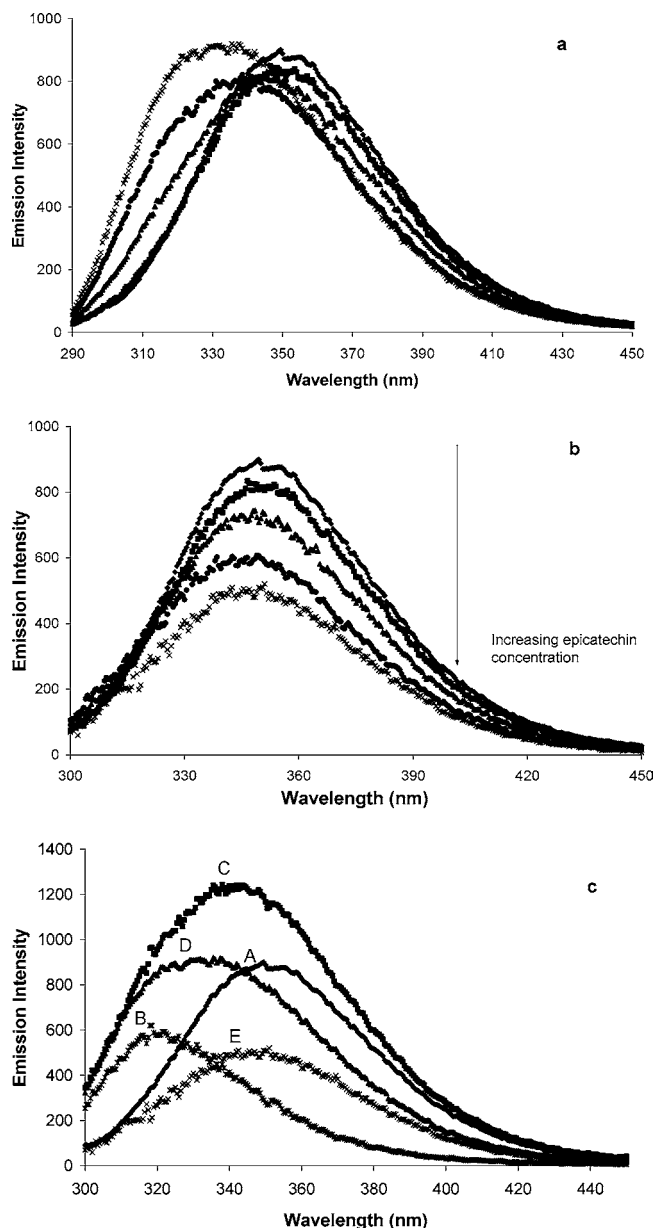 a
1000
800
600
400
200
0
Emission Intensity
290 310 330 350 370 390 410 430 450
Wavelength (nm)
b
1000
800
600
400
200
0
Emission Intensity
Increasing epicatechin
concentration
300 330 360 390 420 450
Wavelength (nm)
c
1400
1200
1000
800
600
400
200
0
Emission Intensity
C
D
A
B
E
300 320 340 360 380 400 420 440
Wavelength (nm)